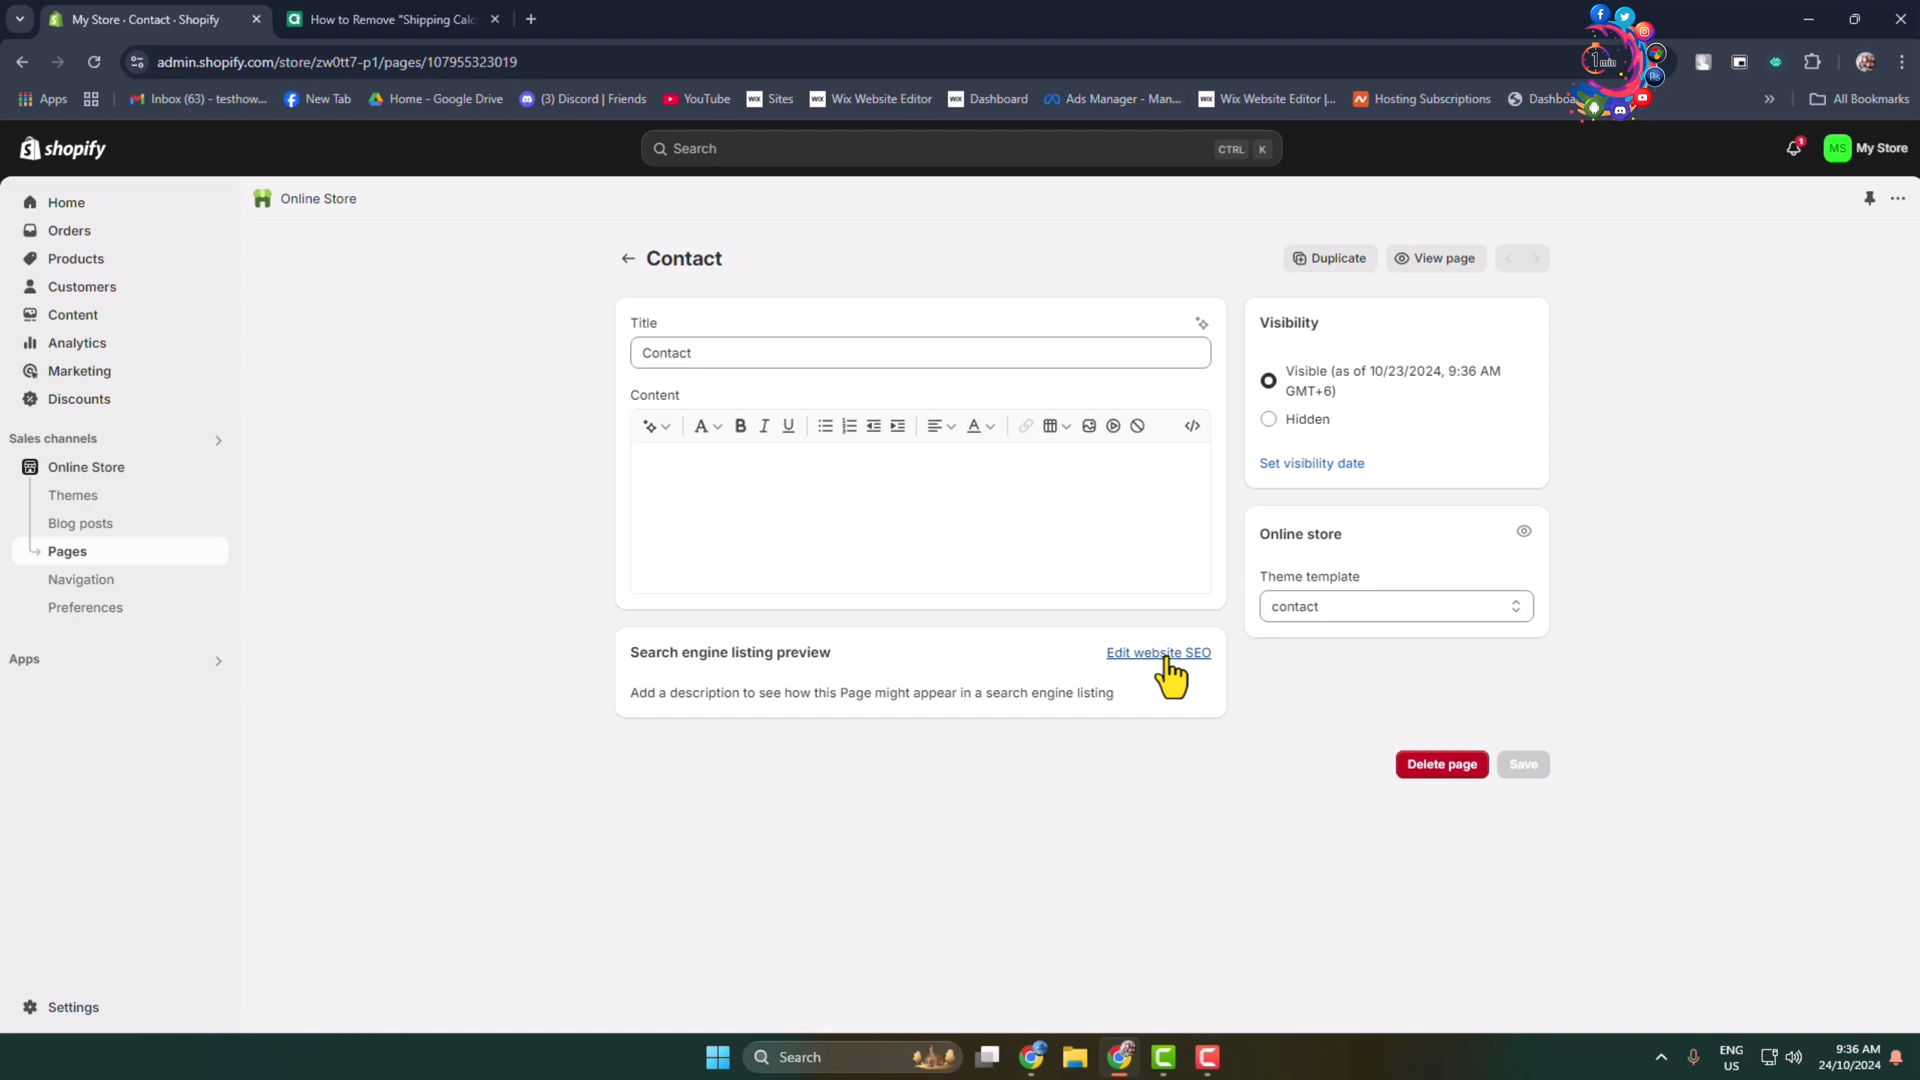 My Store · Contact · Shopify
How to Remove "Shipping Calc
admin.shopify.com/store/zw0tt7-p1/pages/107955323019
1min
Ps
Apps
Inbox (63) - testhow...
New Tab
Home - Google Drive
(3) Discord | Friends
YouTube
WIX Sites
WIX Wix Website Editor
WIX Dashboard
Ads Manager - Man...
WIX Wix Website Editor |...
Hosting Subscriptions
Dashboa
All Bookmarks
shopify
Search
CTRL K
1
MS My Store
Home
Orders
Products
Customers
Content
Analytics
Marketing
Discounts
Sales channels
Online Store
Themes
Blog posts
Pages
Navigation
Preferences
Apps
Settings
Online Store
Contact
Duplicate
View page
Title
Contact
Content
A B I U A
Search engine listing preview
Edit website SEO
Add a description to see how this Page might appear in a search engine listing
Visibility
Visible (as of 10/23/2024, 9:36 AM
GMT+6)
Hidden
Set visibility date
Online store
Theme template
contact
Delete page
Save
Search
ENG
US
9:36 AM
24/10/2024